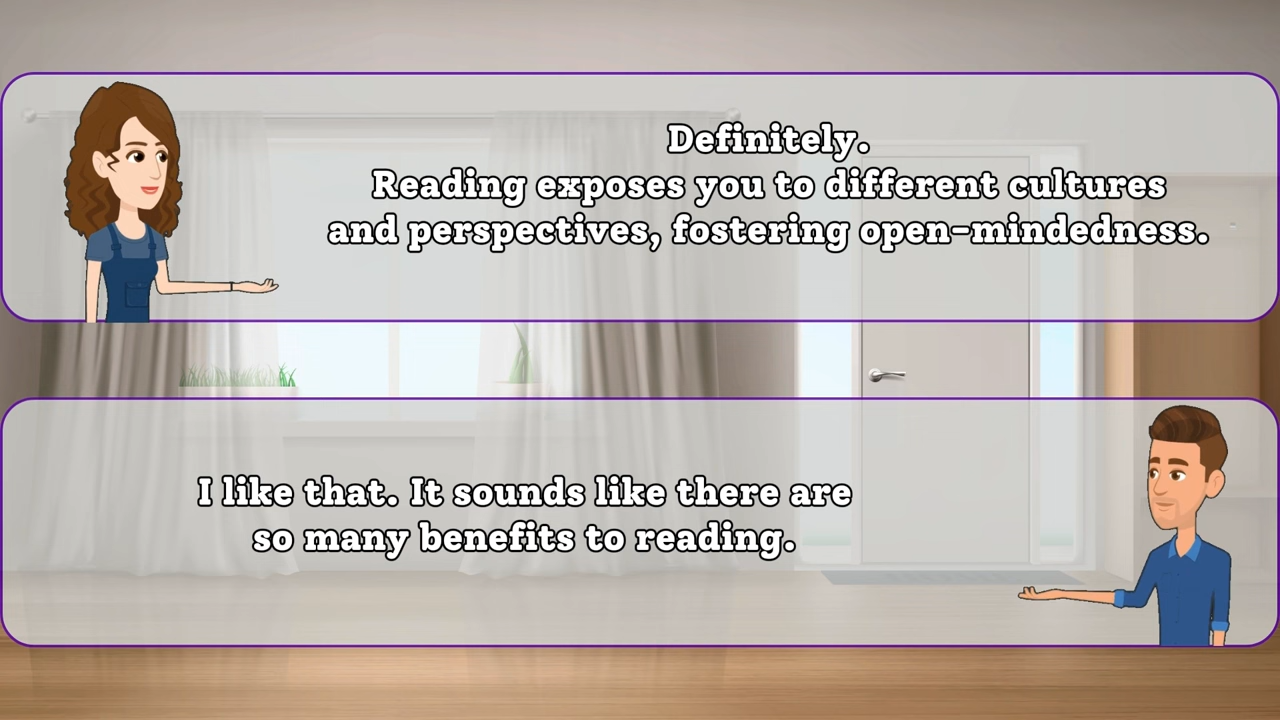 Definitely.
Reading exposes you to different cultures
and perspectives, fostering open-mindedness.
I like that. It sounds like there are
so many benefits to reading.